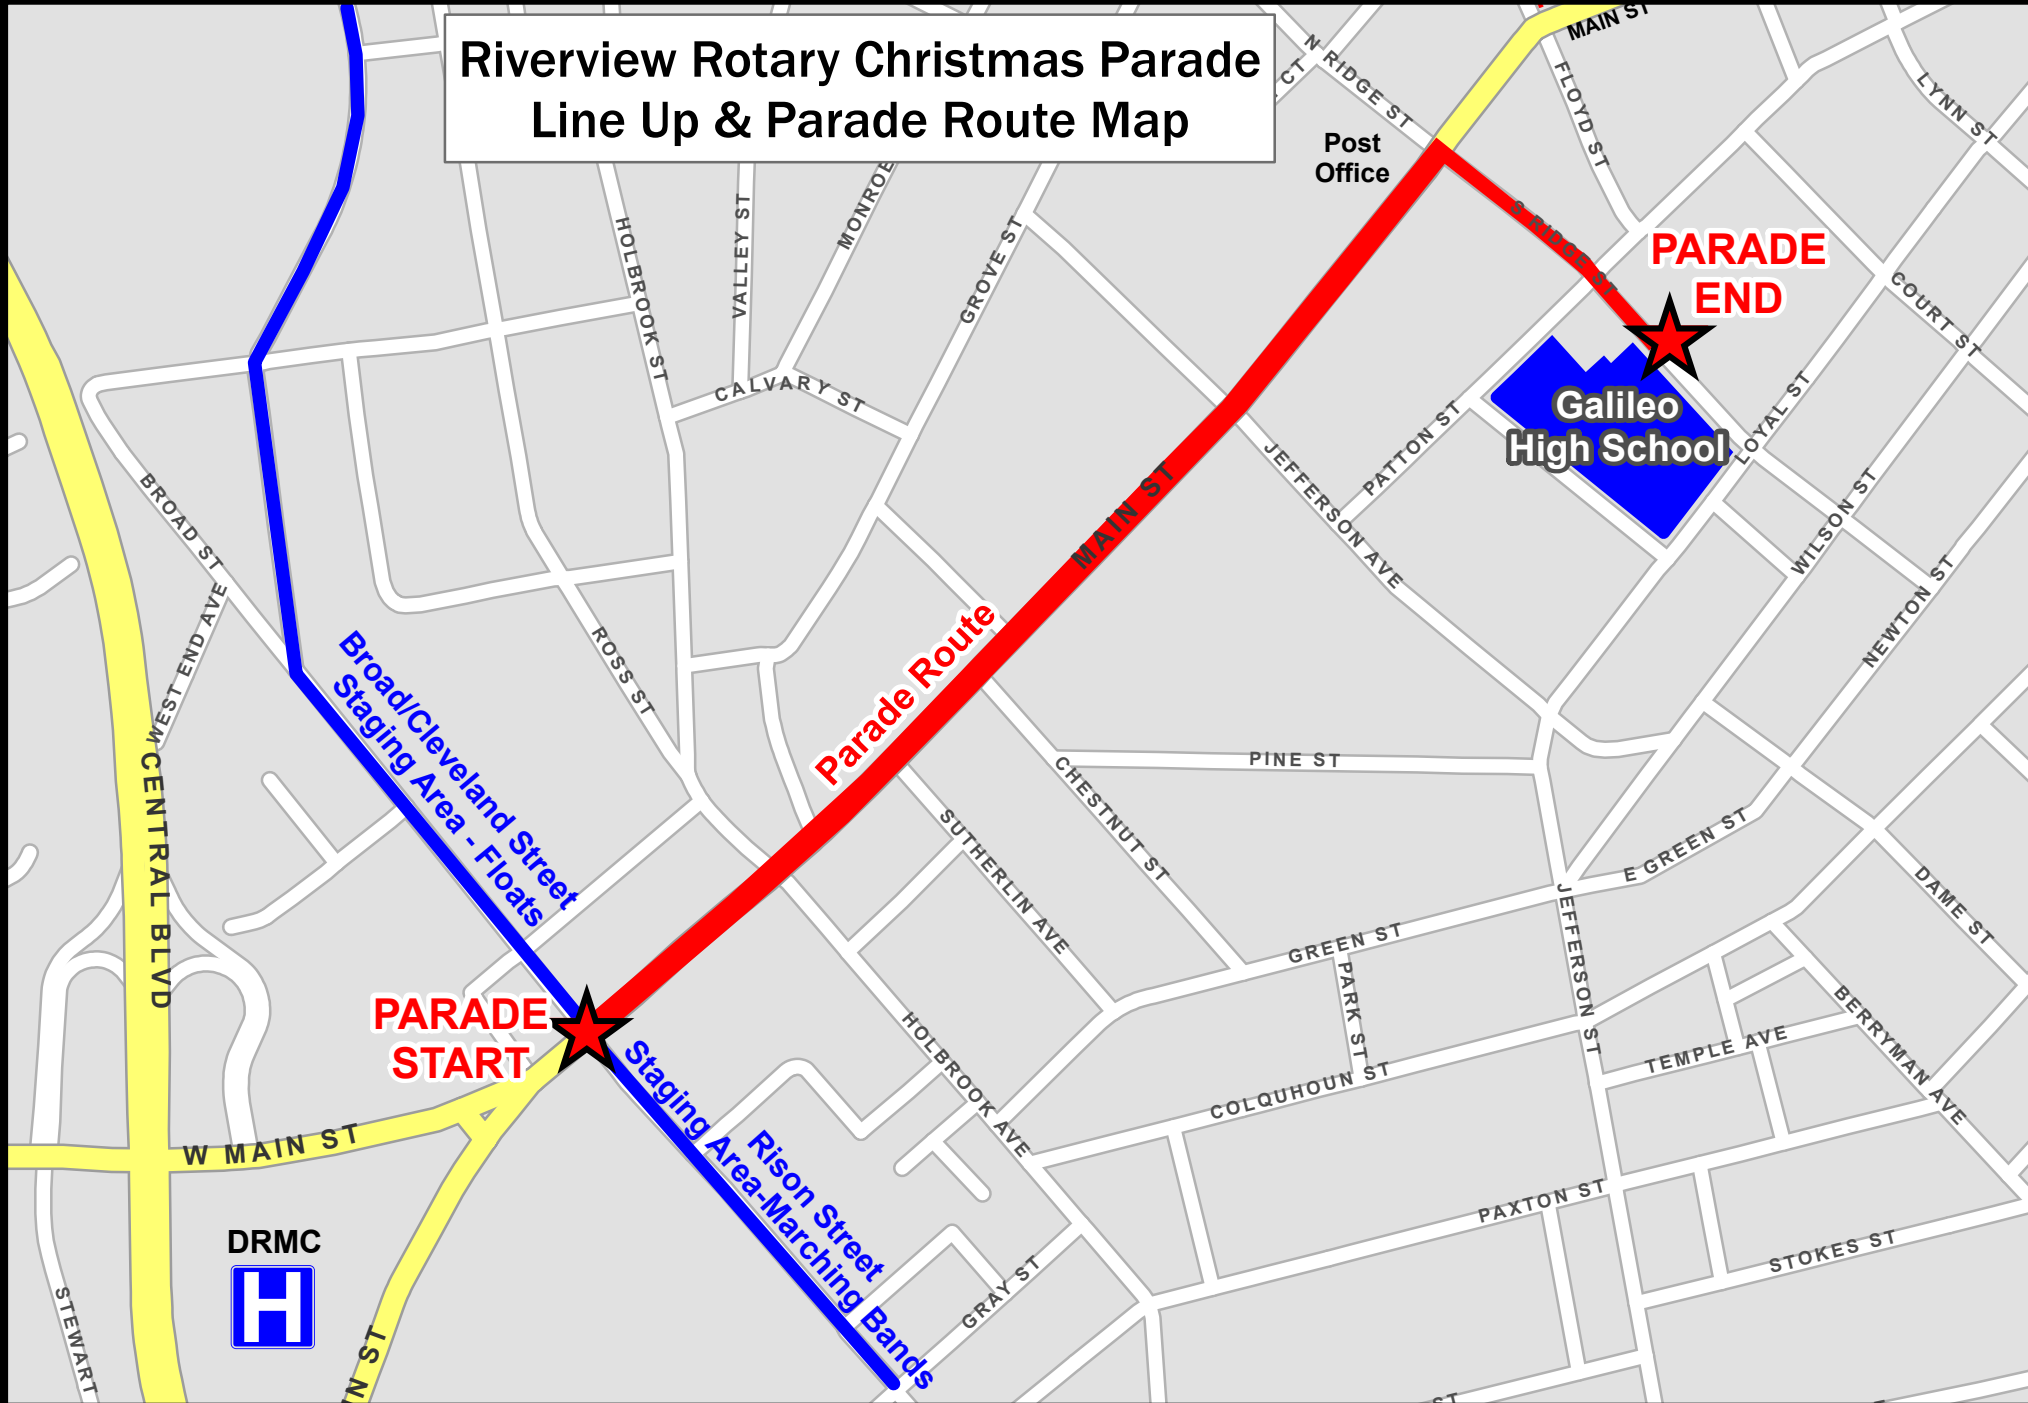 Riverview Rotary Christmas Parade
Line Up & Parade Route Map
MAIN ST
N RIDGE ST
CT
FLOYD ST
LYNN ST
Post
Office
S RIDGE ST
PARADE
END
HOLBROOK ST
VALLEY ST
MONROE
GROVE ST
COURT ST
CALVARY ST
Galileo
High School
LOYAL ST
PATTON ST
JEFFERSON AVE
MAIN ST
WILSON ST
NEWTON ST
BROAD ST
WEST END AVE
ROSS ST
Broad/Cleveland Street
Staging Area - Floats
Parade Route
CENTRAL BLVD
PINE ST
CHESTNUT ST
SUTHERLIN AVE
E GREEN ST
DAME ST
GREEN ST
PARK ST
JEFFERSON ST
BERRYMAN AVE
TEMPLE AVE
PARADE
START
HOLBROOK AVE
COLQUHOUN ST
W MAIN ST
Rison Street
Staging Area-Marching Bands
PAXTON ST
STOKES ST
GRAY ST
DRMC
H
STEWART
IN ST
ST